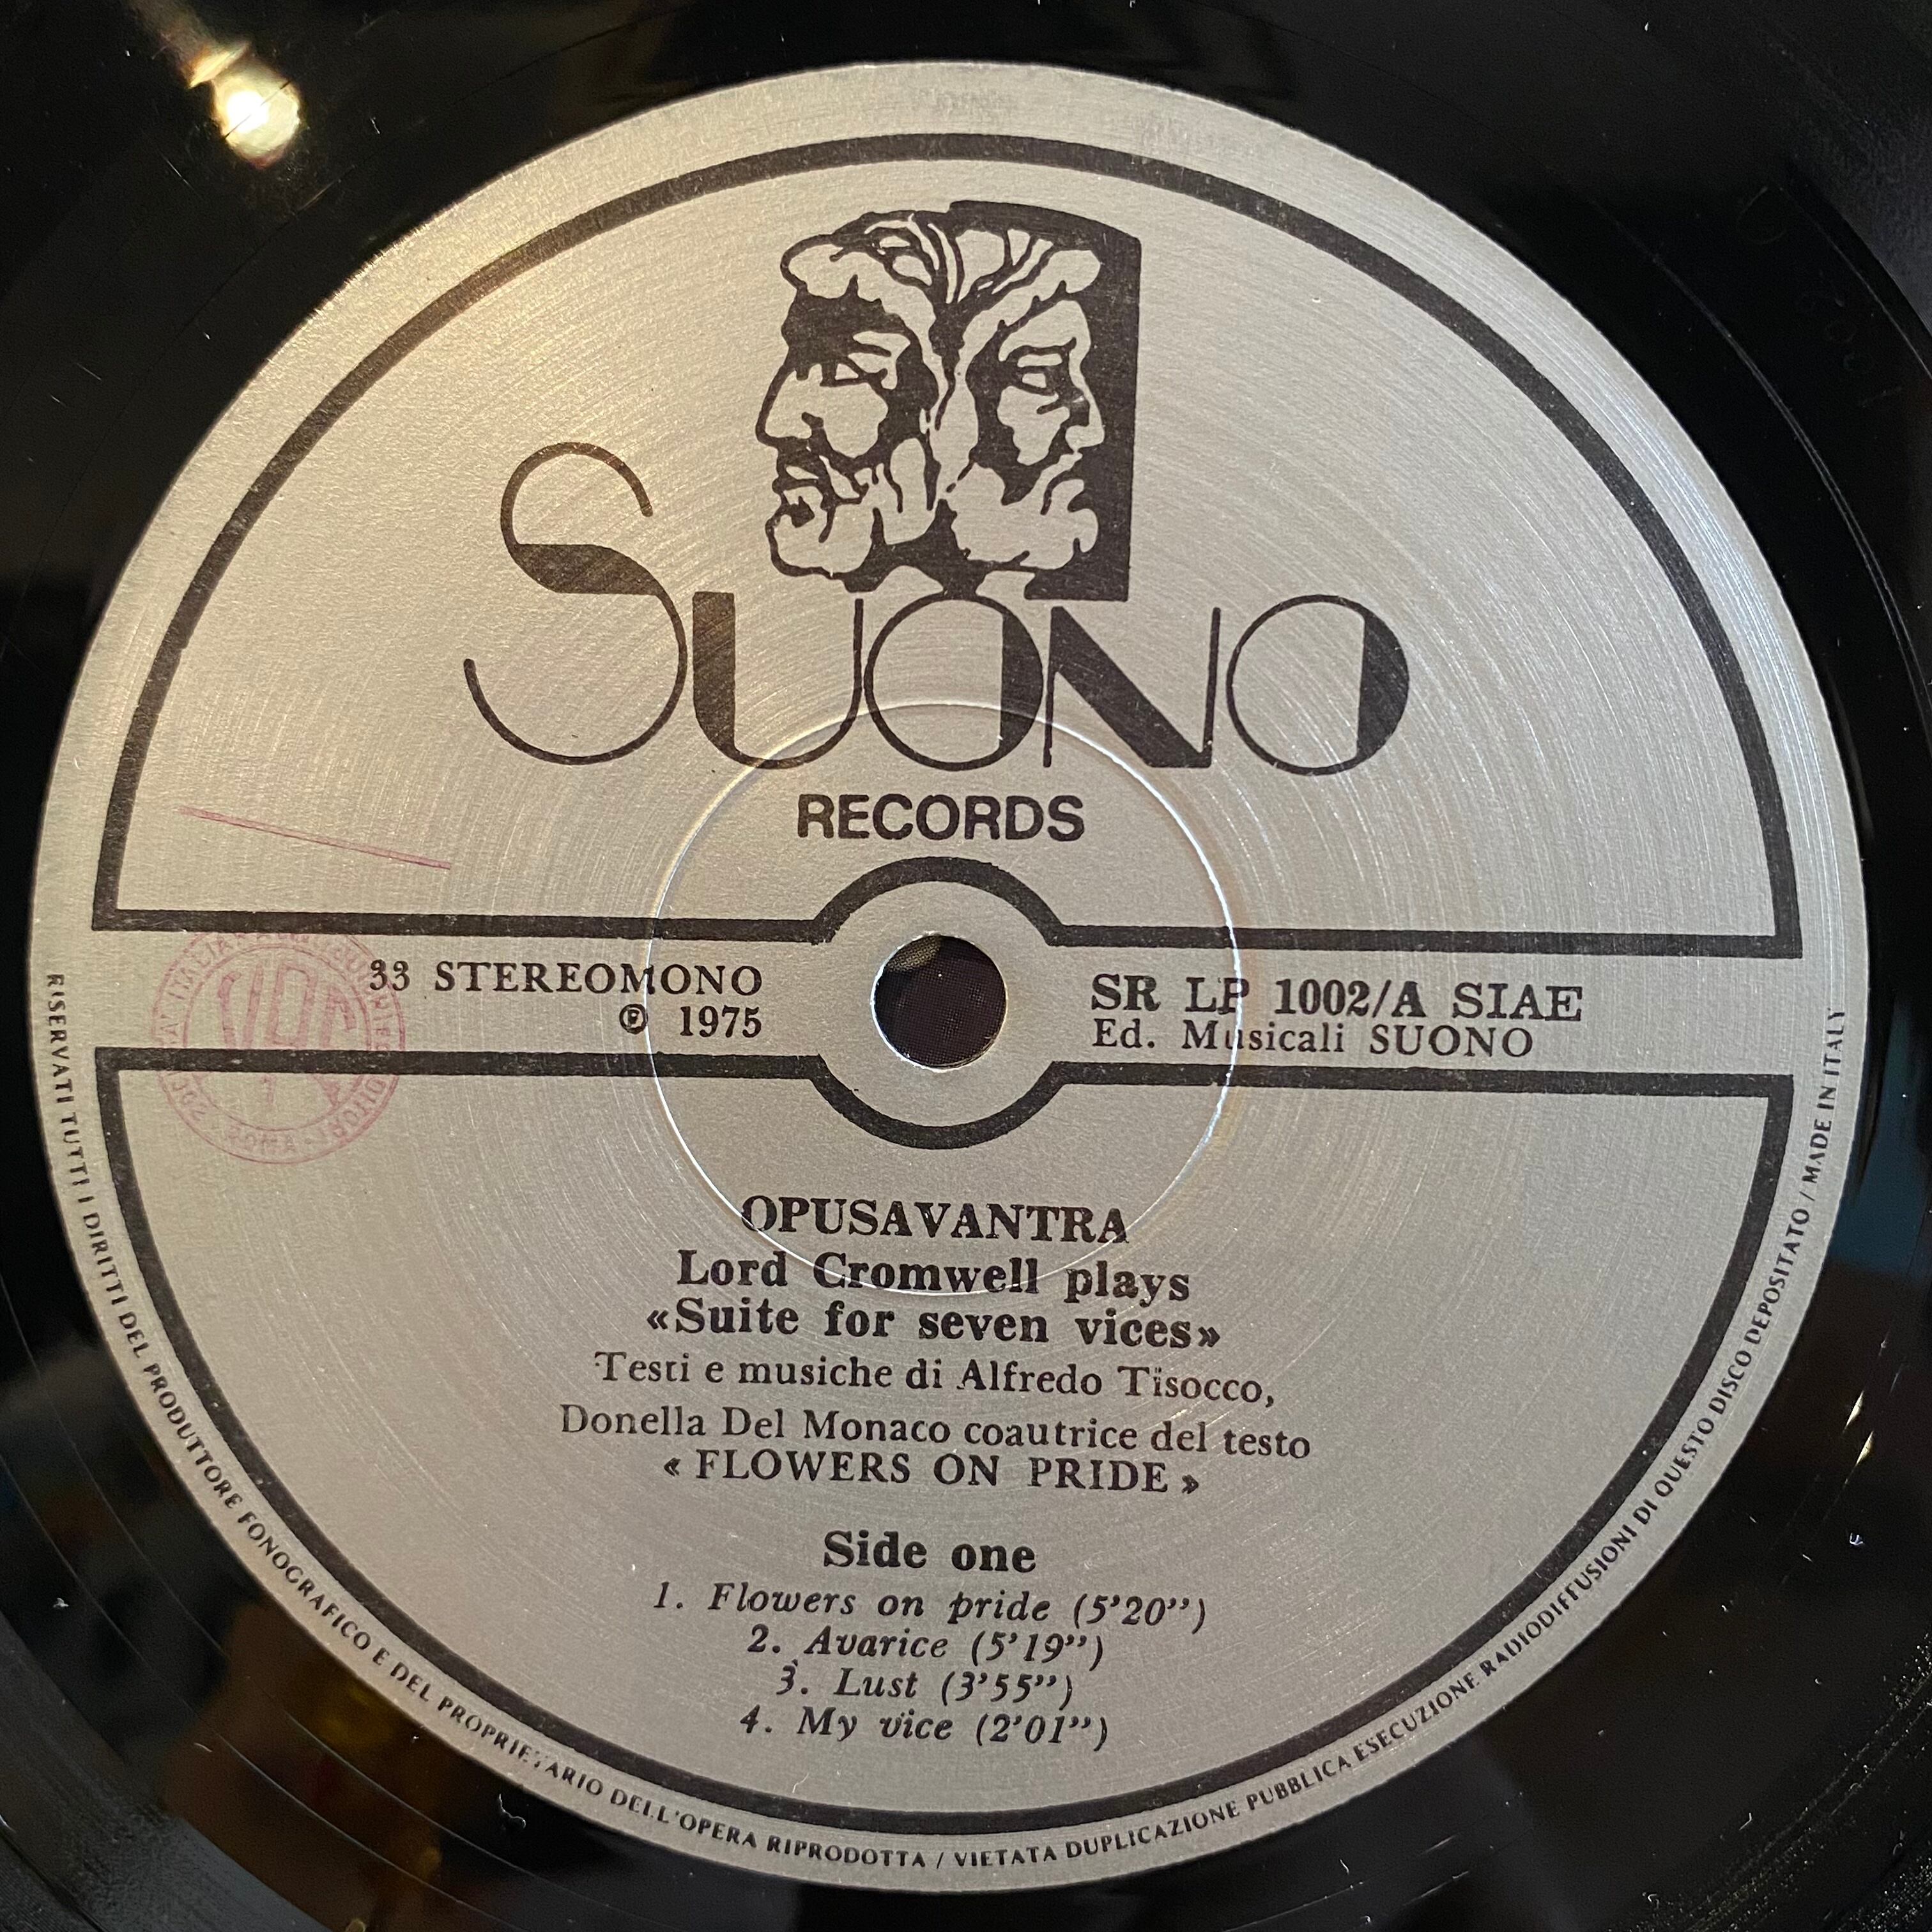 SUONO
RECORDS
33 STEREOMONO
℗ 1975
SR LP 1002/A SIAE
Ed. Musicali SUONO
OPUSAVANTRA
Lord Cromwell plays
«Suite for seven vices»
Testi e musiche di Alfredo Tisocco,
Donella Del Monaco coautrice del testo
«FLOWERS ON PRIDE»
Side one
1. Flowers on pride (5'20'')
2. Avarice (5'19'')
3. Lust (3'55'')
4. My vice (2'01'')
RISERVATI TUTTI I DIRITTI DEL PRODUTTORE FONOGRAFICO E DEL PROPRIETARIO DELL'OPERA RIPRODOTTA / VIETATA DUPLICAZIONE PUBBLICA ESECUZIONE RADIODIFFUSIONI DI QUESTO DISCO DEPOSITATO / MADE IN ITALY
ROMA